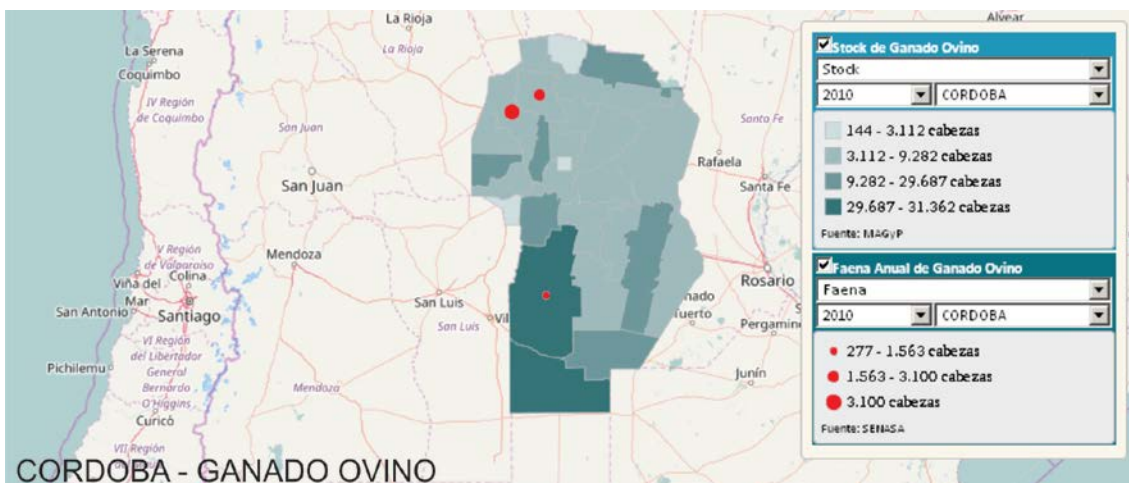 La Rioja
Alvear
La Serena
Coquimbo
La Rioja
IV Región
de Coquimbo
San Juan
Santa Fe
Rafaela
San Juan
Santa Fe
Mendoza
V Región
de Valparaíso
Viña del
Mar
Colina
San Antonio
Santiago
San Luis
Vil
San Luis
Rosario
nado
uerto
Pergamin
VI Región
del Libertador
General
Bernardo
O'Higgins
Pichilemu
Mendoza
Junín
Curicó
VII Región
CORDOBA - GANADO OVINO
Stock de Ganado Ovino
Stock
2010 CORDOBA
144 - 3.112 cabezas
3.112 - 9.282 cabezas
9.282 - 29.687 cabezas
29.687 - 31.362 cabezas
Fuente: MAGyP
Faena Anual de Ganado Ovino
Faena
2010 CORDOBA
277 - 1.563 cabezas
1.563 - 3.100 cabezas
3.100 cabezas
Fuente: SENASA